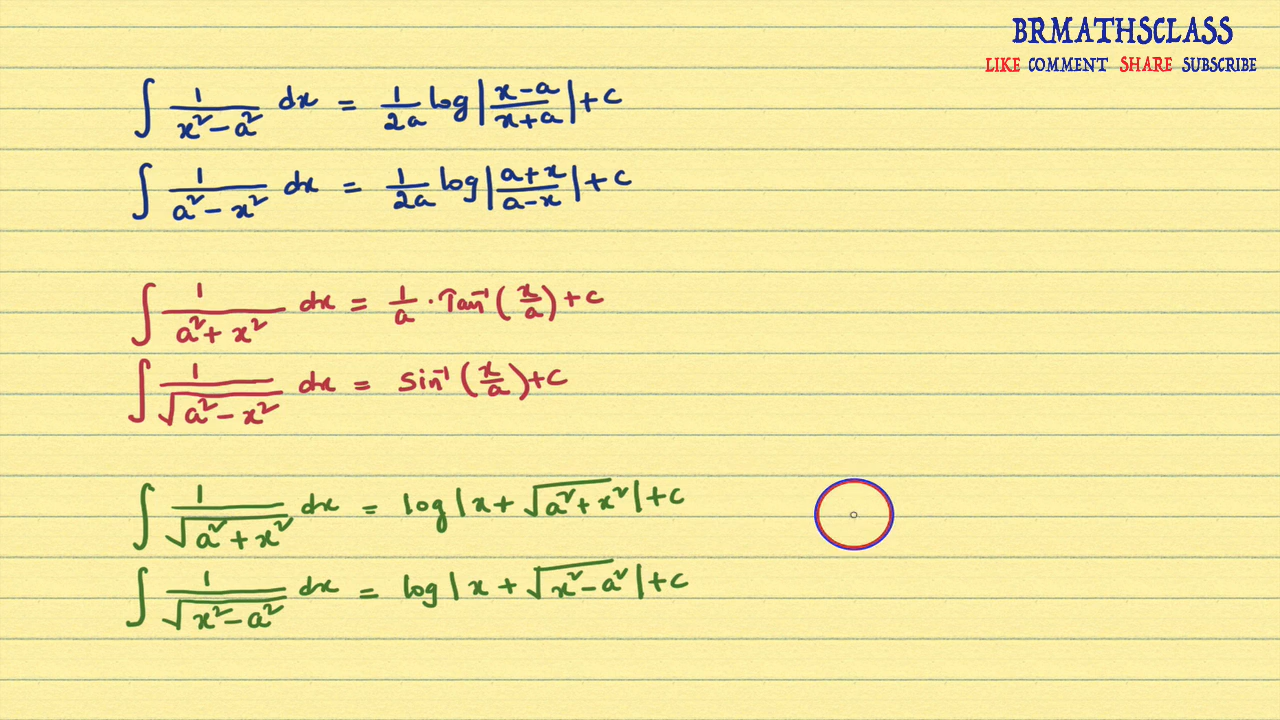 BRMATHSCLASS
LIKE COMMENT SHARE SUBSCRIBE
∫ 1/(x² − a²) dx = 1/2a log |(x − a)/(x + a)| + c
∫ 1/(a² − x²) dx = 1/2a log |(a + x)/(a − x)| + c
∫ 1/(a² + x²) dx = 1/a · Tan⁻¹ (x/a) + c
∫ 1/√(a² − x²) dx = Sin⁻¹ (x/a) + c
∫ 1/√(a² + x²) dx = log |x + √(a² + x²)| + c
∫ 1/√(x² − a²) dx = log |x + √(x² − a²)| + c